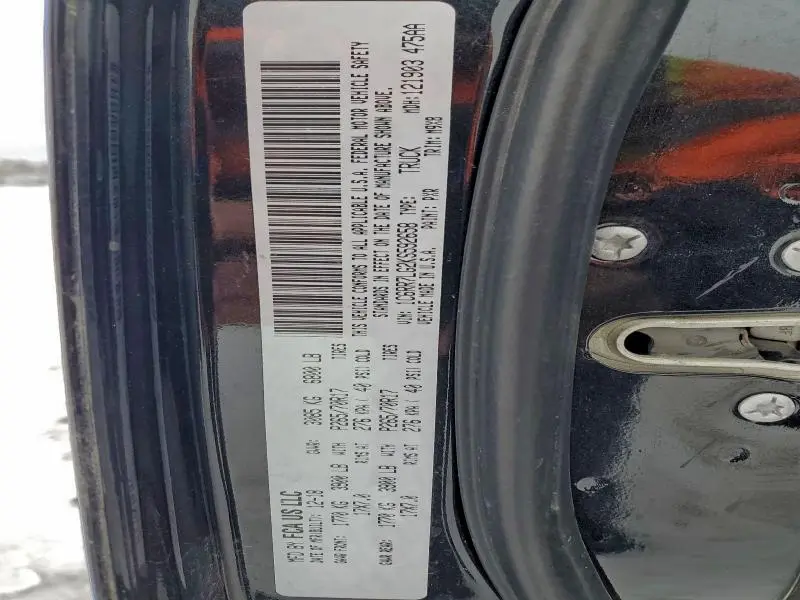 MFD BY: FCA US LLC
DATE OF MFR/BUILT: 12-18 GVWR: 3085 KG 6800 LB
GAWR FRONT: 1770 KG 3900 LB WITH P265/70R17 TIRES
17X7.0 RIMS AT 276 KPA ( 40 PSI) COLD
GAWR REAR: 1770 KG 3900 LB WITH P265/70R17 TIRES
17X7.0 RIMS AT 276 KPA ( 40 PSI) COLD
THIS VEHICLE CONFORMS TO ALL APPLICABLE U.S.A. FEDERAL MOTOR VEHICLE SAFETY
STANDARDS IN EFFECT ON THE DATE OF MANUFACTURE SHOWN ABOVE.
VIN: 1C6RR7LG2KS592658 TYPE: TRUCK MDH: 121903 475AA
VEHICLE MADE IN U.S.A. PAINT: PXR TRIM: M9X8